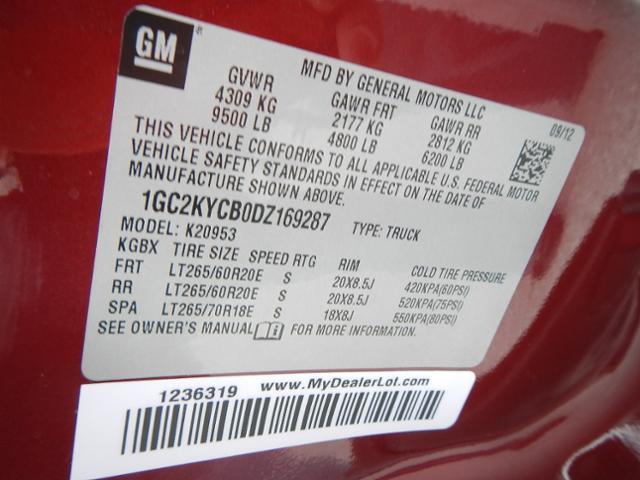 GM
MFD BY GENERAL MOTORS LLC
GVWR GAWR FRT GAWR RR 09/12
4309 KG 2177 KG 2812 KG
9500 LB 4800 LB 6200 LB
THIS VEHICLE CONFORMS TO ALL APPLICABLE U.S. FEDERAL MOTOR
VEHICLE SAFETY STANDARDS IN EFFECT ON THE DATE OF
MANUFACTURE SHOWN ABOVE.
1GC2KYCB0DZ169287 TYPE: TRUCK
MODEL: K20953
KGBX TIRE SIZE SPEED RTG RIM COLD TIRE PRESSURE
FRT LT265/60R20E S 20X8.5J 420KPA(60PSI)
RR LT265/60R20E S 20X8.5J 520KPA(75PSI)
SPA LT265/70R18E S 18X8J 550KPA(80PSI)
SEE OWNER'S MANUAL FOR MORE INFORMATION.
1236319 www.MyDealerLot.com